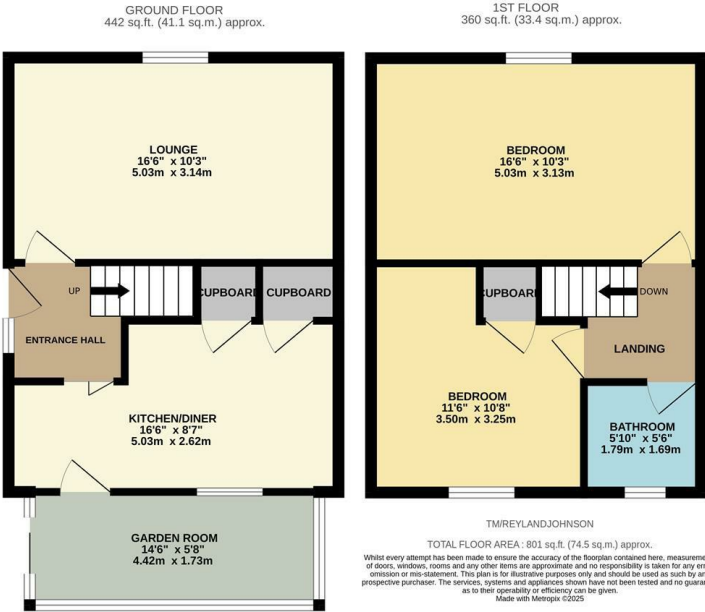 GROUND FLOOR
442 sq.ft. (41.1 sq.m.) approx.
LOUNGE
16'6" x 10'3"
5.03m x 3.14m
UP
CUPBOARD
CUPBOARD
ENTRANCE HALL
KITCHEN/DINER
16'6" x 8'7"
5.03m x 2.62m
GARDEN ROOM
14'6" x 5'8"
4.42m x 1.73m
1ST FLOOR
360 sq.ft. (33.4 sq.m.) approx.
BEDROOM
16'6" x 10'3"
5.03m x 3.13m
CUPBOARD
DOWN
LANDING
BEDROOM
11'6" x 10'8"
3.50m x 3.25m
BATHROOM
5'10" x 5'6"
1.79m x 1.69m
TM/REYLANDJOHNSON
TOTAL FLOOR AREA : 801 sq.ft. (74.5 sq.m.) approx.
Whilst every attempt has been made to ensure the accuracy of the floorplan contained here, measureme
of doors, windows, rooms and any other items are approximate and no responsibility is taken for any err
omission or mis-statement. This plan is for illustrative purposes only and should be used as such by an
prospective purchaser. The services, systems and appliances shown have not been tested and no guarar
as to their operability or efficiency can be given.
Made with Metropix ©2025